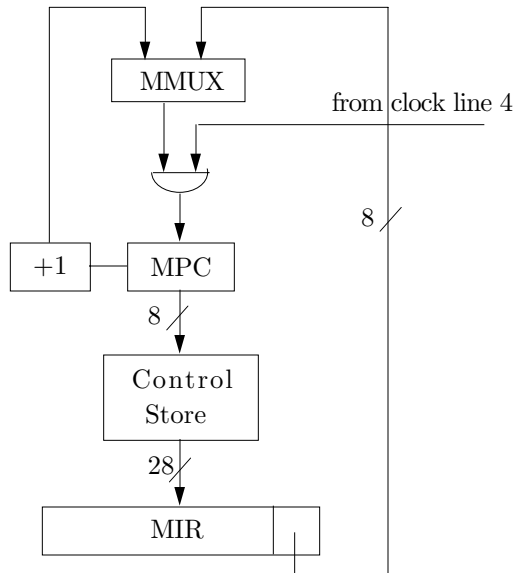 MMUX
from clock line 4
8
+1
MPC
8
Control
Store
28
MIR